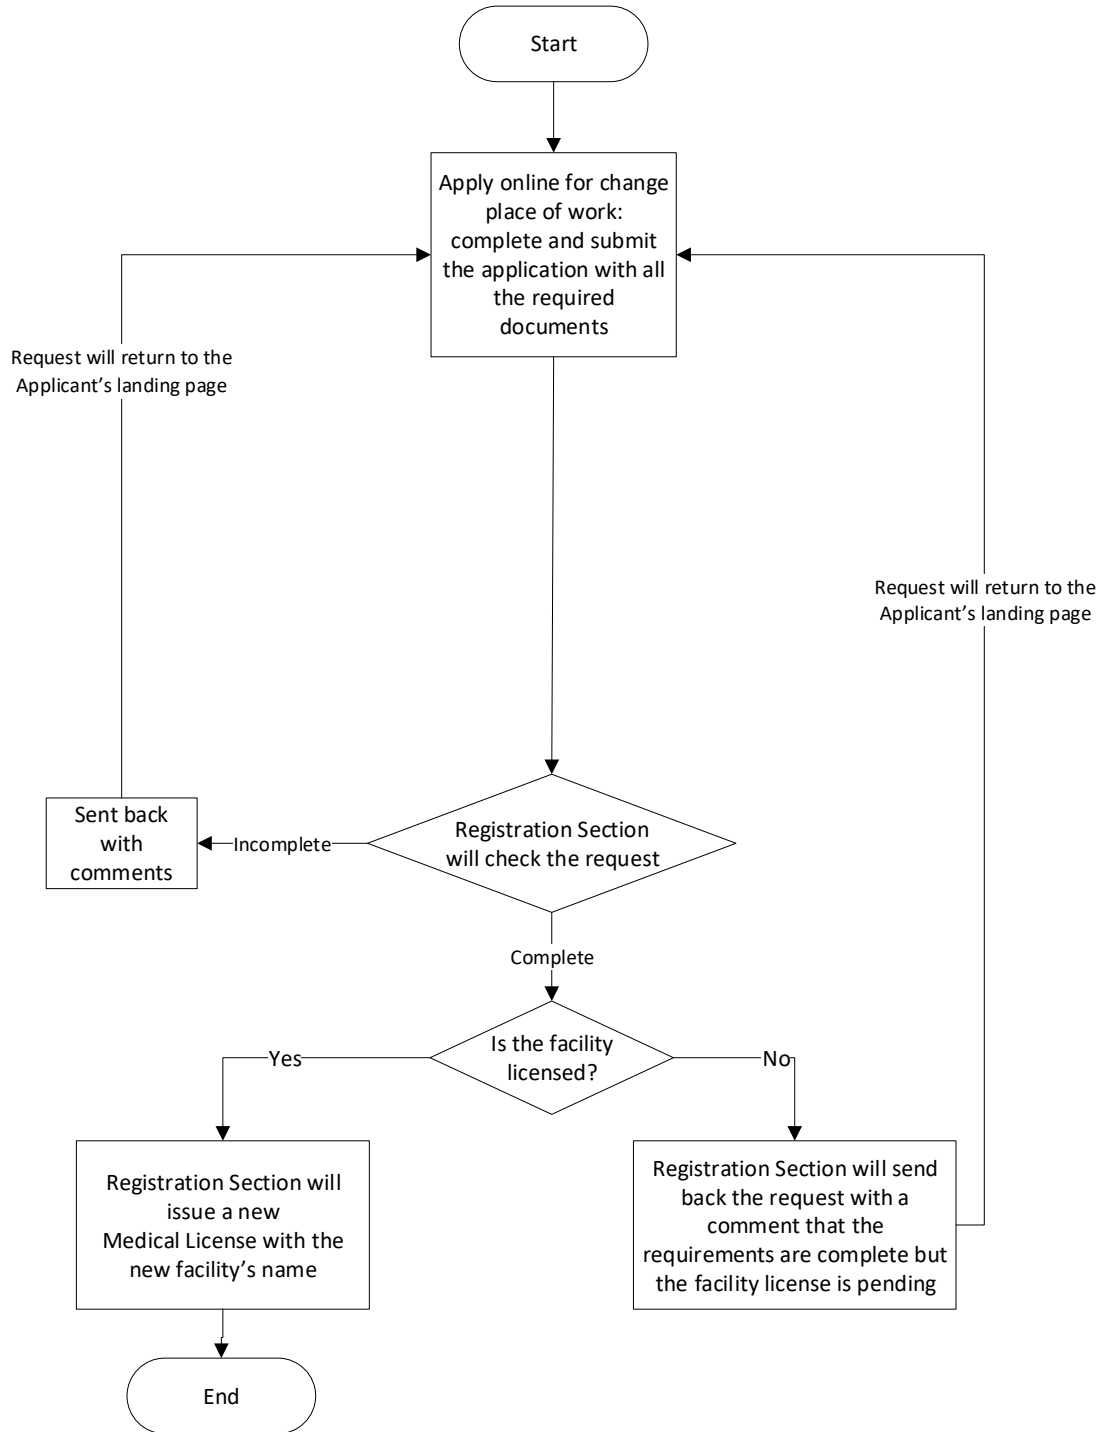 Start
Apply online for change
place of work:
complete and submit
the application with all
the required
documents
Request will return to the
Applicant’s landing page
Request will return to the
Applicant’s landing page
Sent back
with
comments
Incomplete
Registration Section
will check the request
Complete
Is the facility
licensed?
Yes
No
Registration Section will
issue a new
Medical License with the
new facility’s name
Registration Section will send
back the request with a
comment that the
requirements are complete but
the facility license is pending
End